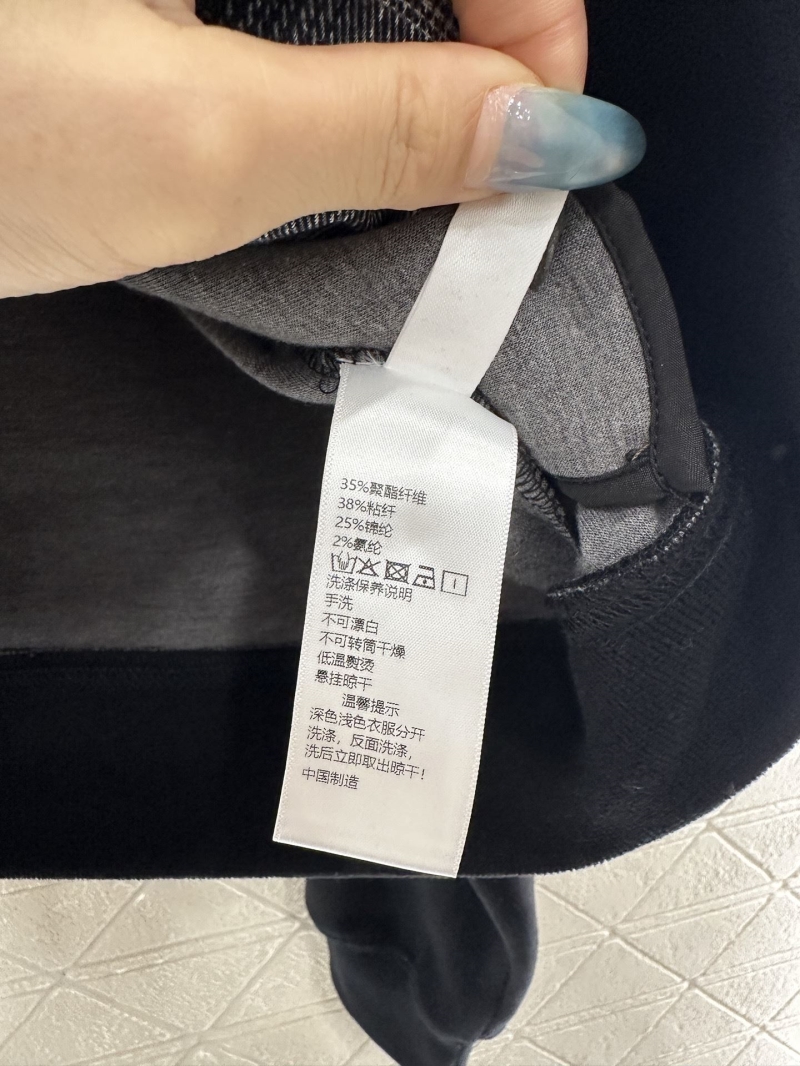 35%聚酯纤维
38%粘纤
25%锦纶
2%氨纶
洗涤保养说明
手洗
不可漂白
不可转筒干燥
低温熨烫
悬挂晾干
温馨提示
深色浅色衣服分开
洗涤，反面洗涤，
洗后立即取出晾干！
中国制造